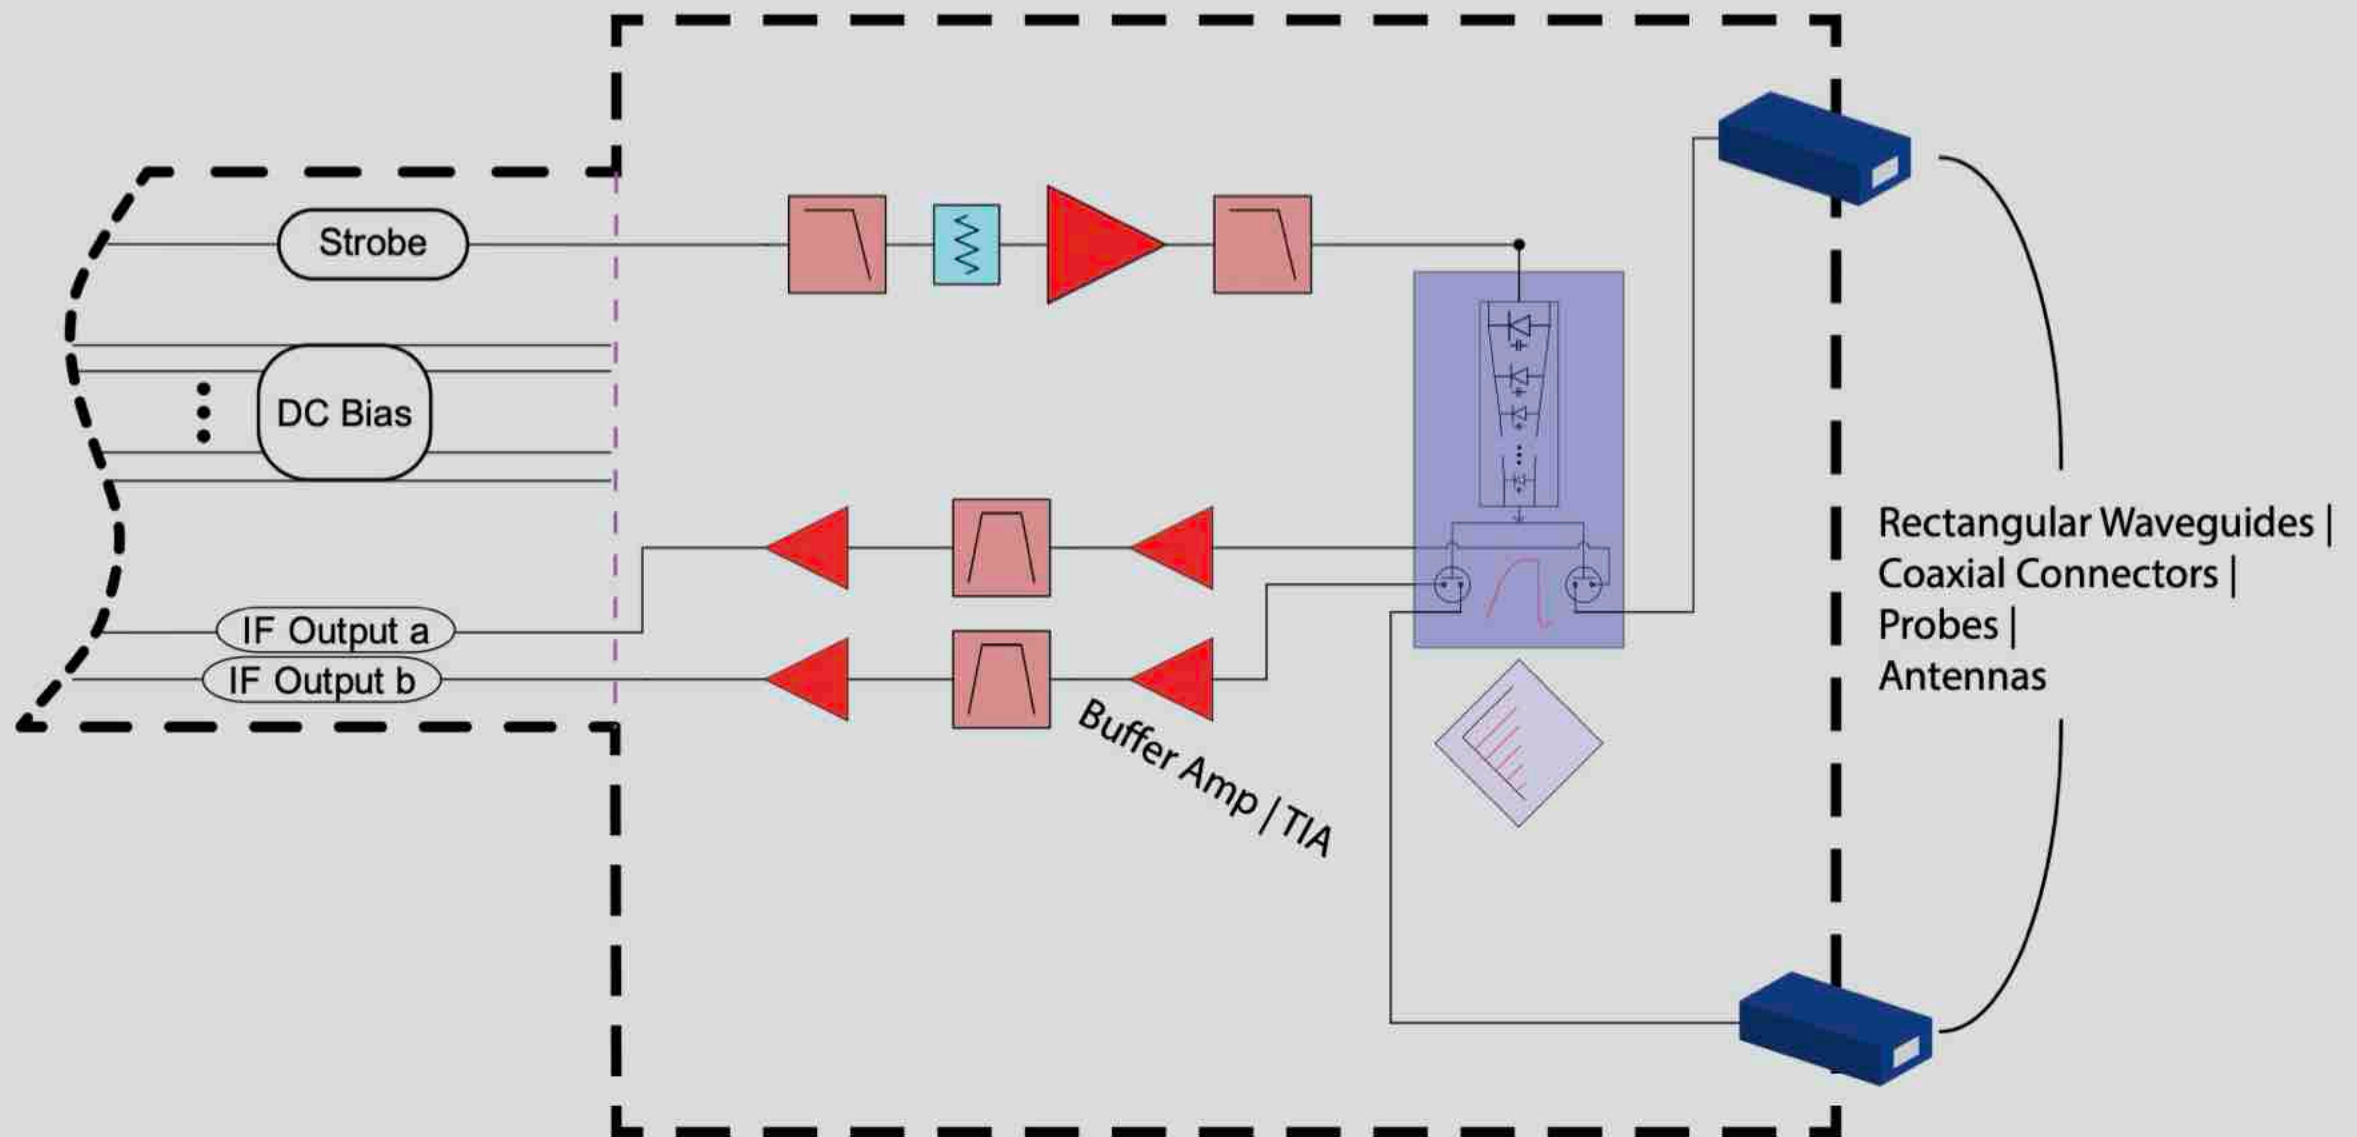 Strobe
DC Bias
IF Output a
IF Output b
Buffer Amp | TIA
Rectangular Waveguides |
Coaxial Connectors |
Probes |
Antennas